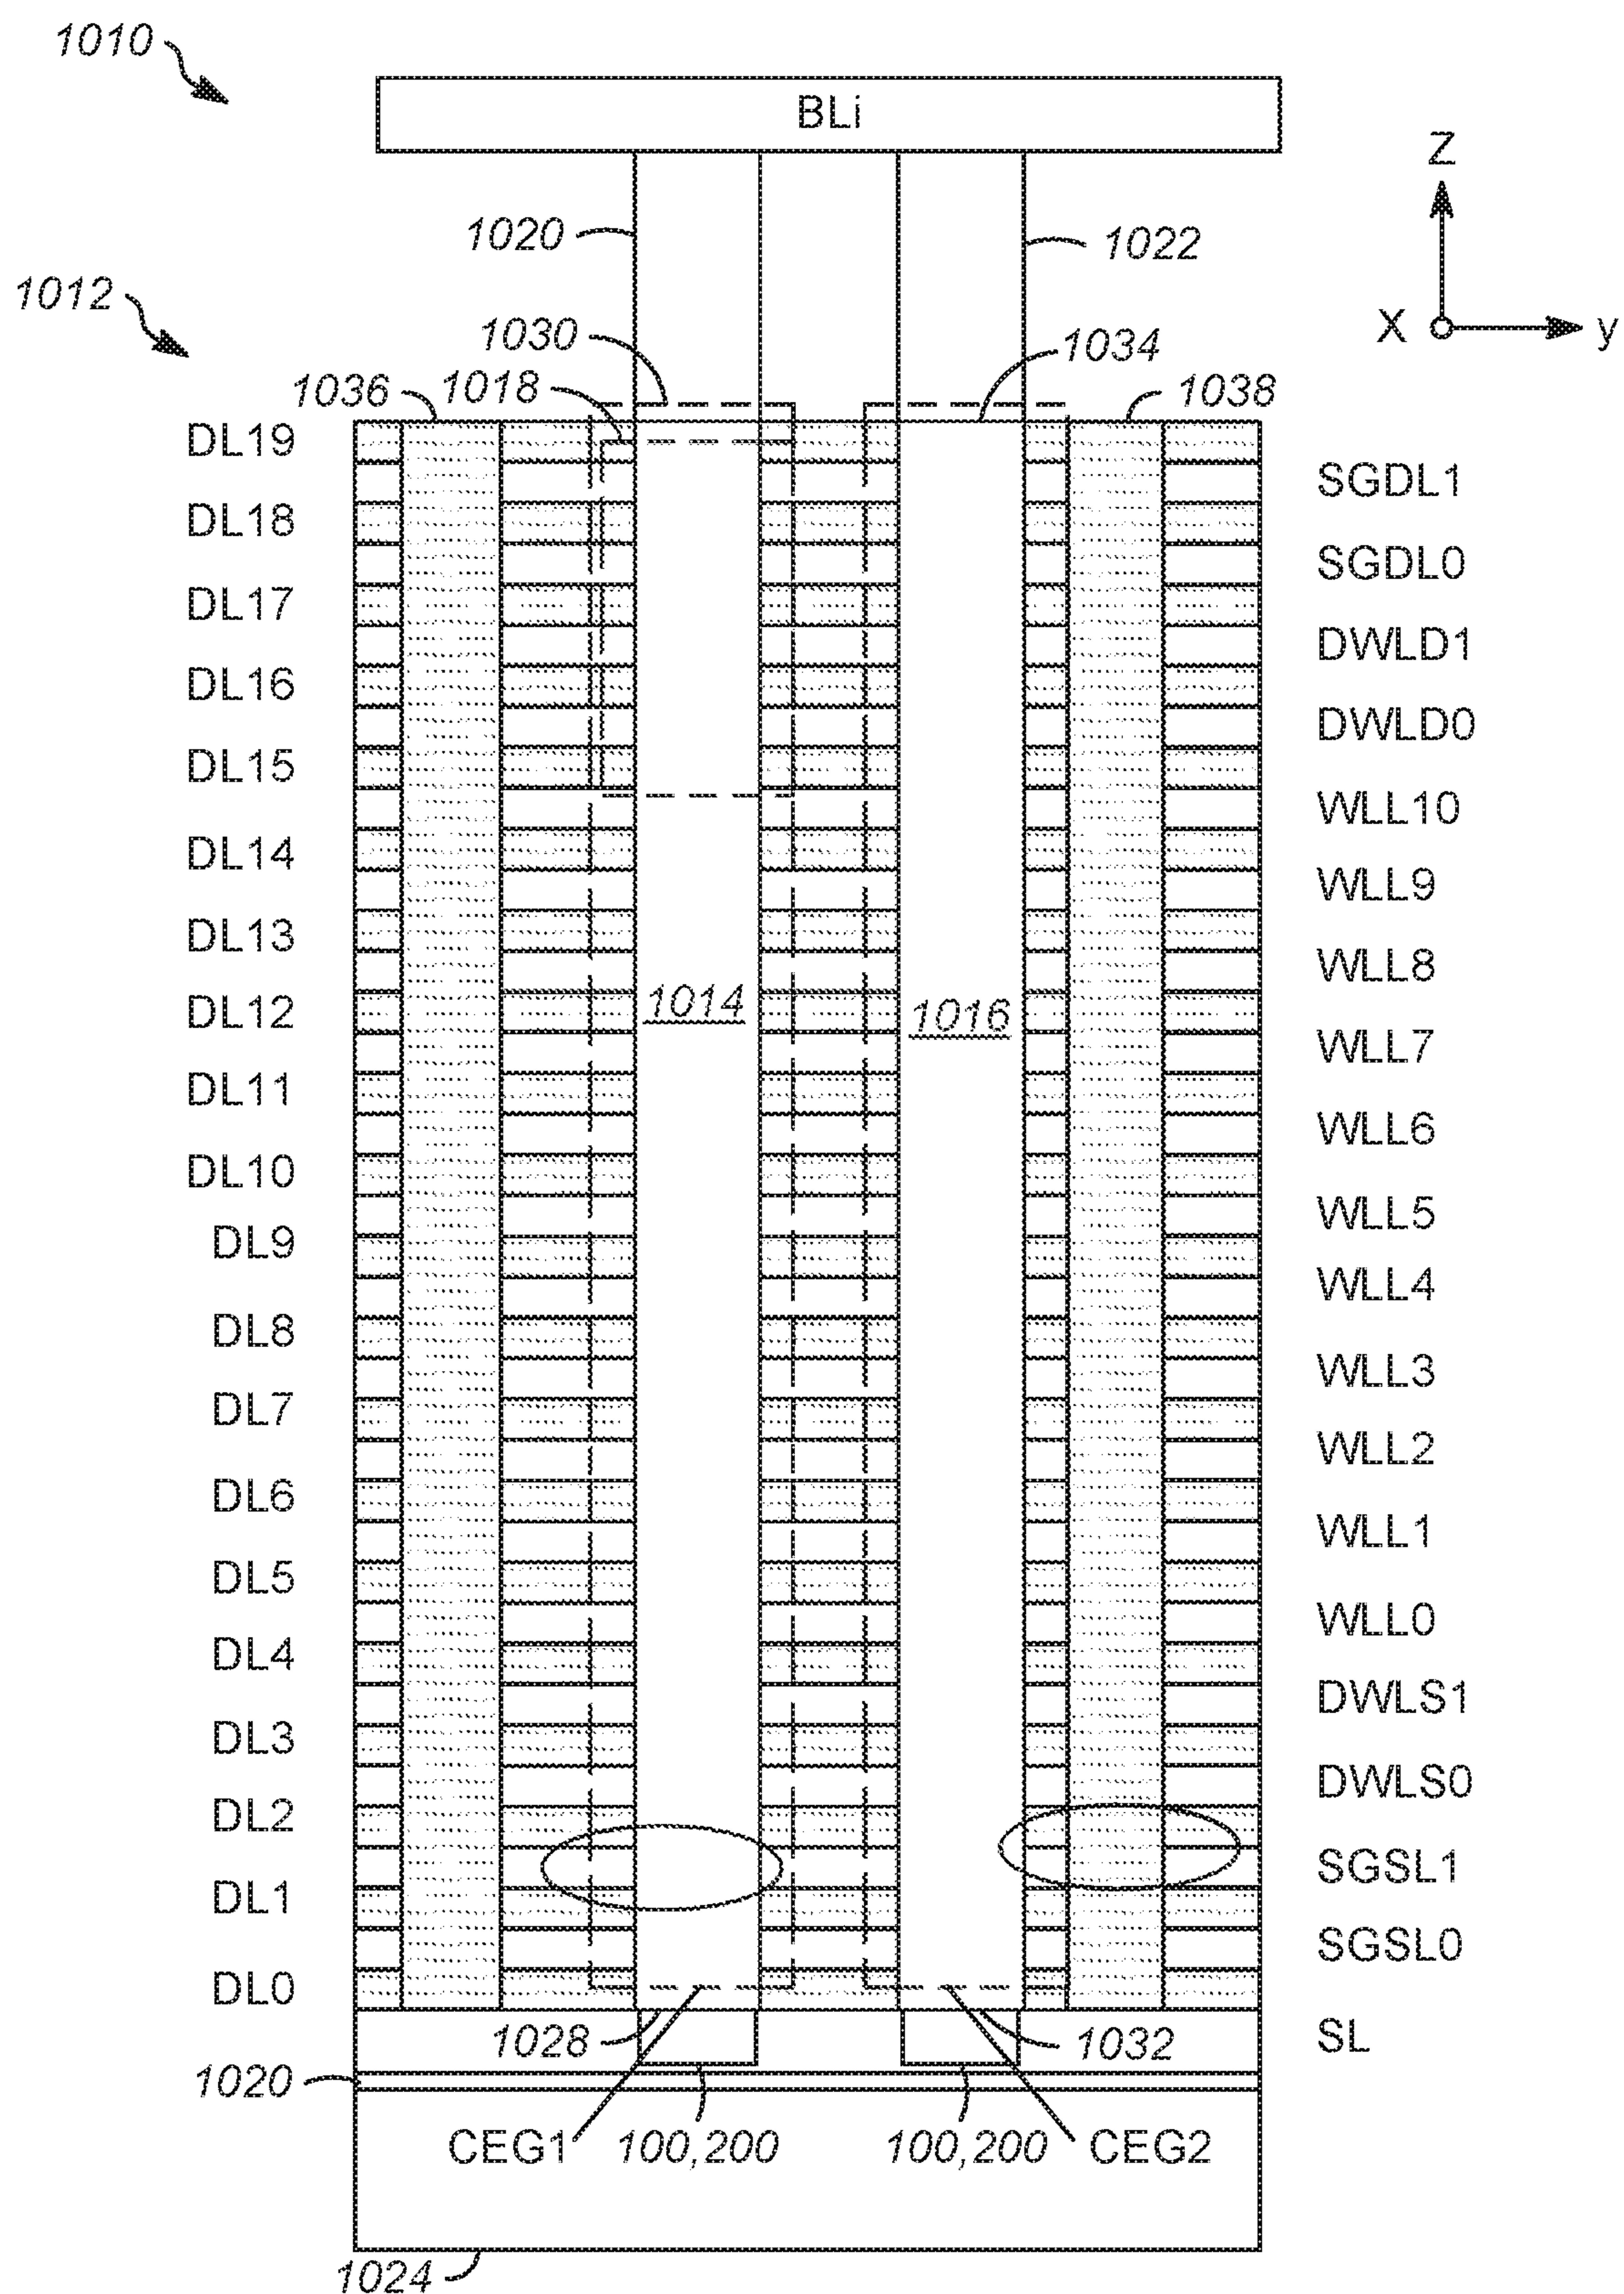 1010
BLi
Z
1020
1022
1012
X
y
1030
1034
1018
1036
1038
DL19
SGDL1
DL18
SGDL0
DL17
DWLD1
DL16
DWLD0
DL15
WLL10
DL14
WLL9
DL13
WLL8
DL12
1014
1016
WLL7
DL11
WLL6
DL10
WLL5
DL9
WLL4
DL8
WLL3
DL7
WLL2
DL6
WLL1
DL5
WLL0
DL4
DWLS1
DL3
DWLS0
DL2
SGSL1
DL1
SGSL0
DL0
1028
1032
SL
1020
CEG1
100,200
100,200
CEG2
1024